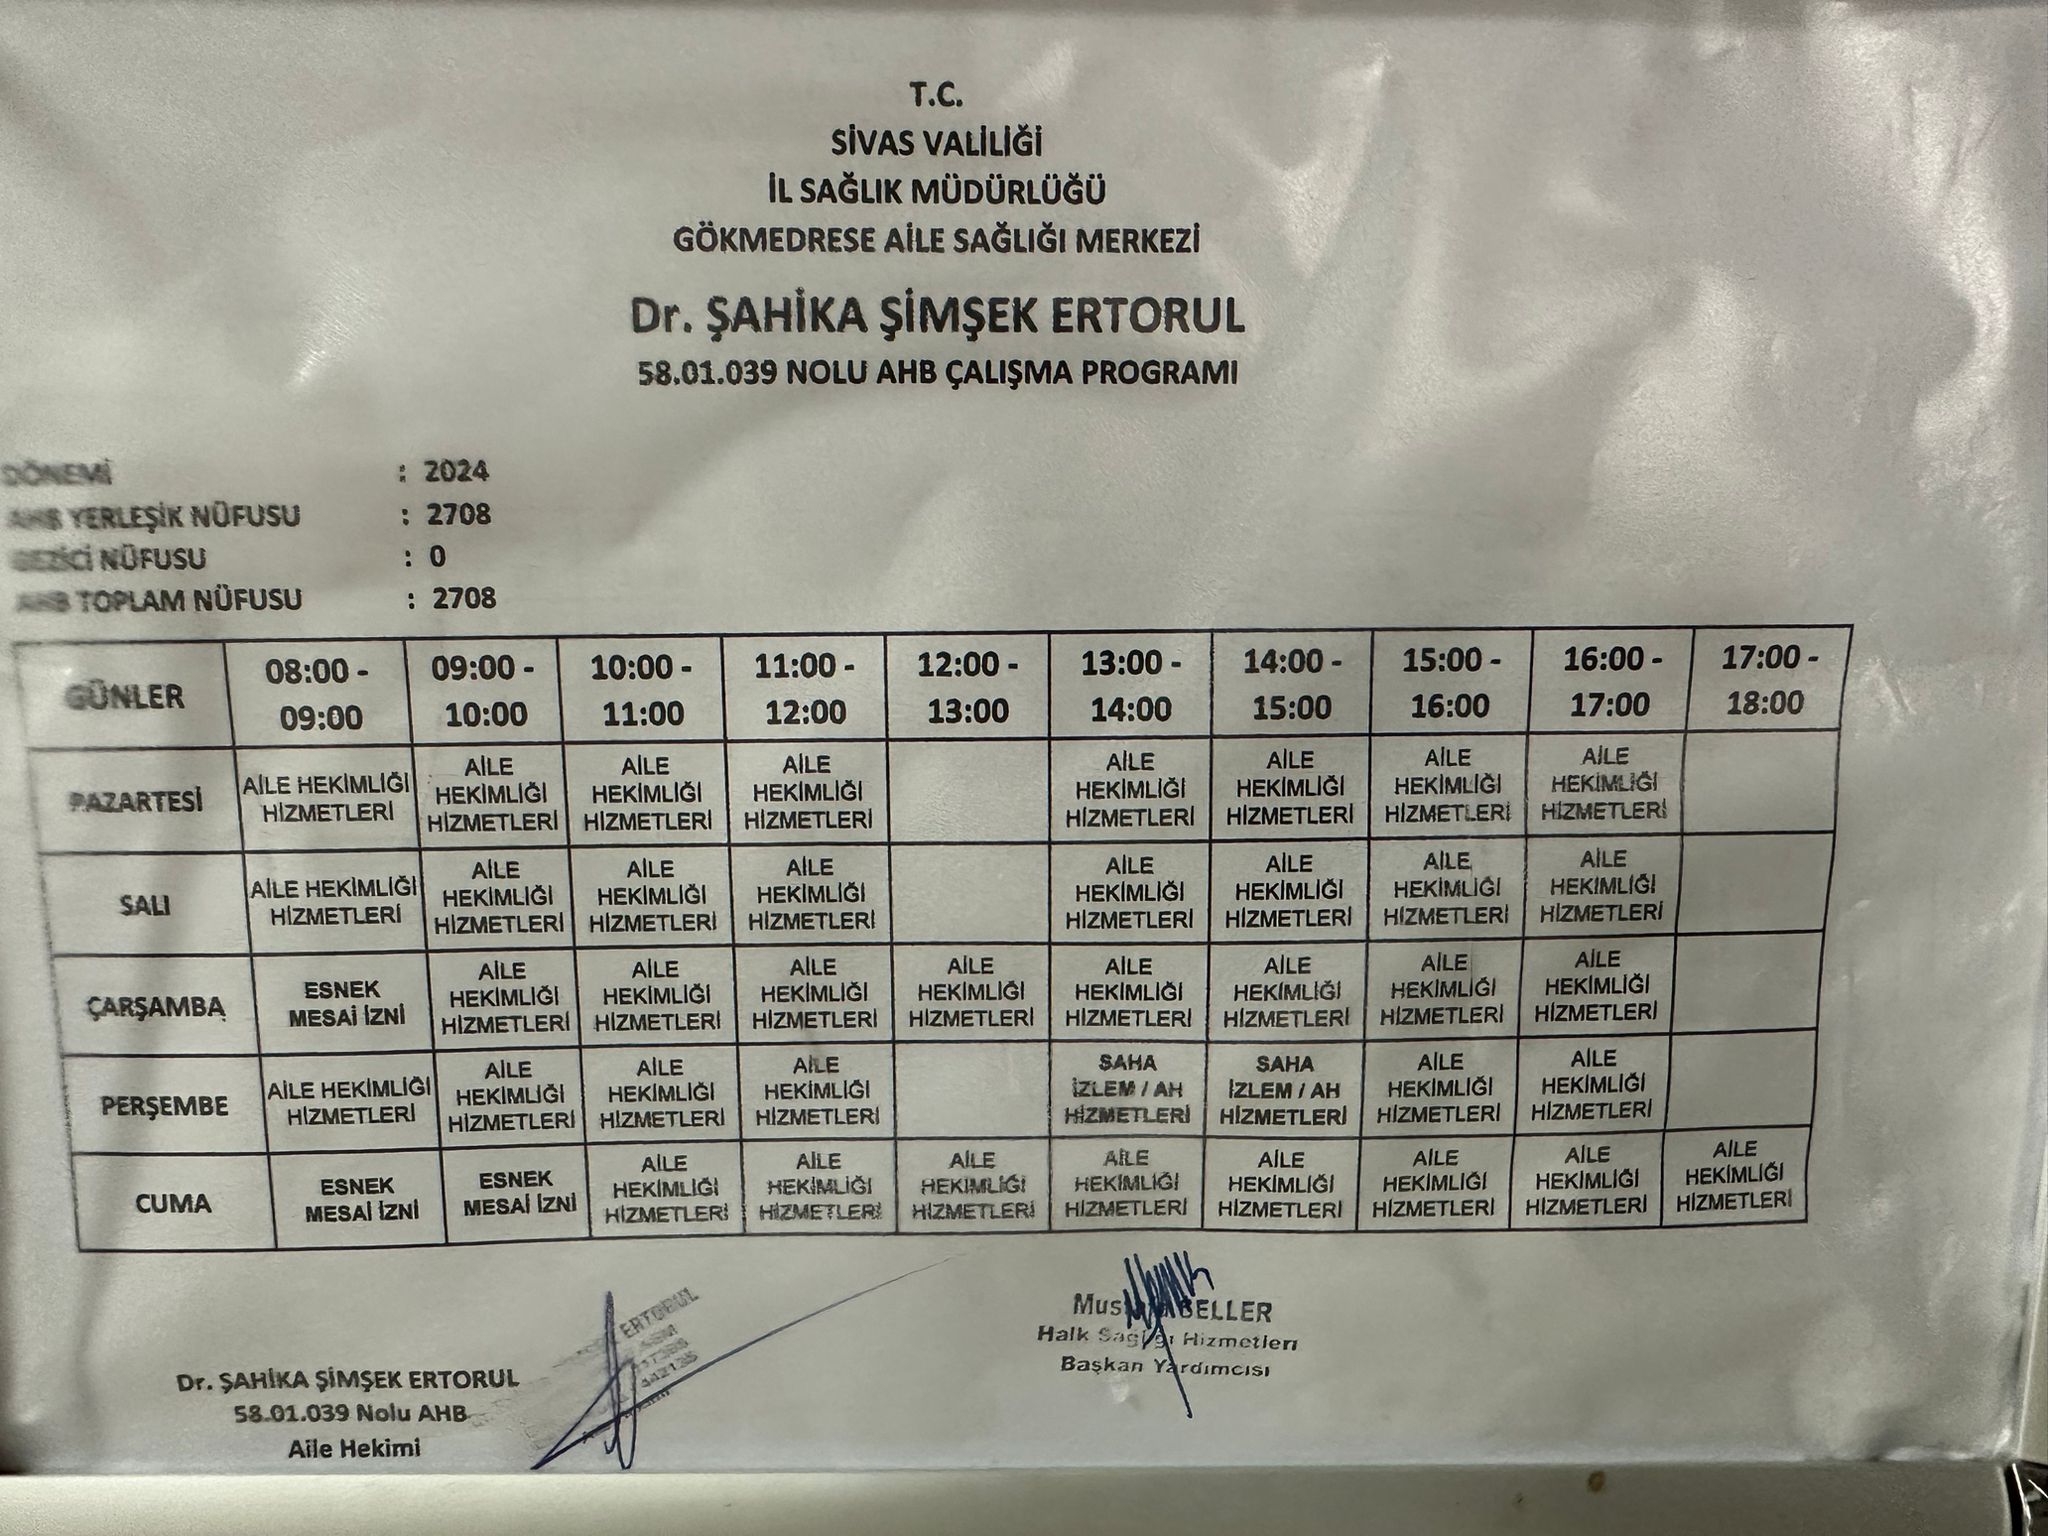 T.C.
SİVAS VALİLİĞİ
İL SAĞLIK MÜDÜRLÜĞÜ
GÖKMEDRESE AİLE SAĞLIĞI MERKEZİ
Dr. ŞAHİKA ŞİMŞEK ERTORUL
58.01.039 NOLU AHB ÇALIŞMA PROGRAMI
DÖNEMİ : 2024
AHB YERLEŞİK NÜFUSU : 2708
GEZİCİ NÜFUSU : 0
AHB TOPLAM NÜFUSU : 2708
GÜNLER 08:00 - 09:00 09:00 - 10:00 10:00 - 11:00 11:00 - 12:00 12:00 - 13:00 13:00 - 14:00 14:00 - 15:00 15:00 - 16:00 16:00 - 17:00 17:00 - 18:00
PAZARTESİ AİLE HEKİMLİĞİ HİZMETLERİ AİLE HEKİMLİĞİ HİZMETLERİ AİLE HEKİMLİĞİ HİZMETLERİ AİLE HEKİMLİĞİ HİZMETLERİ AİLE HEKİMLİĞİ HİZMETLERİ AİLE HEKİMLİĞİ HİZMETLERİ AİLE HEKİMLİĞİ HİZMETLERİ AİLE HEKİMLİĞİ HİZMETLERİ
SALI AİLE HEKİMLİĞİ HİZMETLERİ AİLE HEKİMLİĞİ HİZMETLERİ AİLE HEKİMLİĞİ HİZMETLERİ AİLE HEKİMLİĞİ HİZMETLERİ AİLE HEKİMLİĞİ HİZMETLERİ AİLE HEKİMLİĞİ HİZMETLERİ AİLE HEKİMLİĞİ HİZMETLERİ AİLE HEKİMLİĞİ HİZMETLERİ
ÇARŞAMBA ESNEK MESAİ İZNİ AİLE HEKİMLİĞİ HİZMETLERİ AİLE HEKİMLİĞİ HİZMETLERİ AİLE HEKİMLİĞİ HİZMETLERİ AİLE HEKİMLİĞİ HİZMETLERİ AİLE HEKİMLİĞİ HİZMETLERİ AİLE HEKİMLİĞİ HİZMETLERİ AİLE HEKİMLİĞİ HİZMETLERİ AİLE HEKİMLİĞİ HİZMETLERİ
PERŞEMBE AİLE HEKİMLİĞİ HİZMETLERİ AİLE HEKİMLİĞİ HİZMETLERİ AİLE HEKİMLİĞİ HİZMETLERİ AİLE HEKİMLİĞİ HİZMETLERİ SAHA İZLEM / AH HİZMETLERİ SAHA İZLEM / AH HİZMETLERİ AİLE HEKİMLİĞİ HİZMETLERİ AİLE HEKİMLİĞİ HİZMETLERİ
CUMA ESNEK MESAİ İZNİ ESNEK MESAİ İZNİ AİLE HEKİMLİĞİ HİZMETLERİ AİLE HEKİMLİĞİ HİZMETLERİ AİLE HEKİMLİĞİ HİZMETLERİ AİLE HEKİMLİĞİ HİZMETLERİ AİLE HEKİMLİĞİ HİZMETLERİ AİLE HEKİMLİĞİ HİZMETLERİ AİLE HEKİMLİĞİ HİZMETLERİ AİLE HEKİMLİĞİ HİZMETLERİ
ERTORUL
Halk Sağlığı Hizmetleri
Başkan Yardımcısı
Dr. ŞAHİKA ŞİMŞEK ERTORUL
58.01.039 Nolu AHB
Aile Hekimi